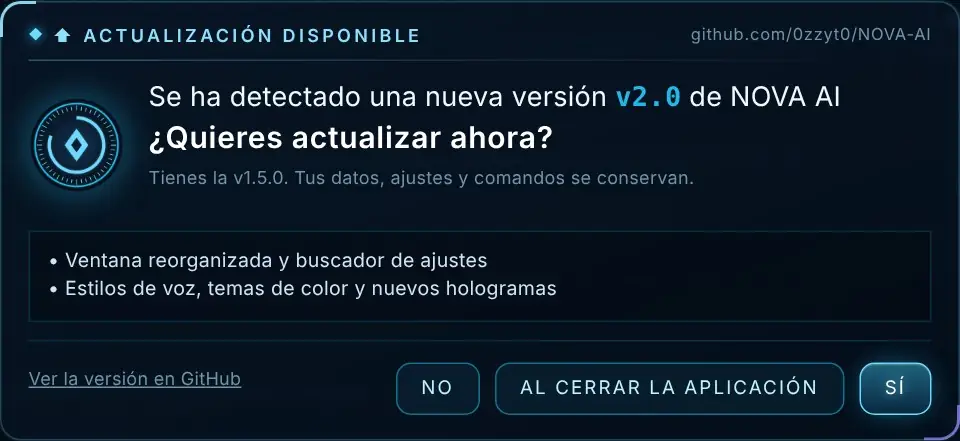 ACTUALIZACIÓN DISPONIBLE
github.com/0zzyt0/NOVA-AI
Se ha detectado una nueva versión v2.0 de NOVA AI
¿Quieres actualizar ahora?
Tienes la v1.5.0. Tus datos, ajustes y comandos se conservan.
• Ventana reorganizada y buscador de ajustes
• Estilos de voz, temas de color y nuevos hologramas
Ver la versión en GitHub
NO
AL CERRAR LA APLICACIÓN
SÍ